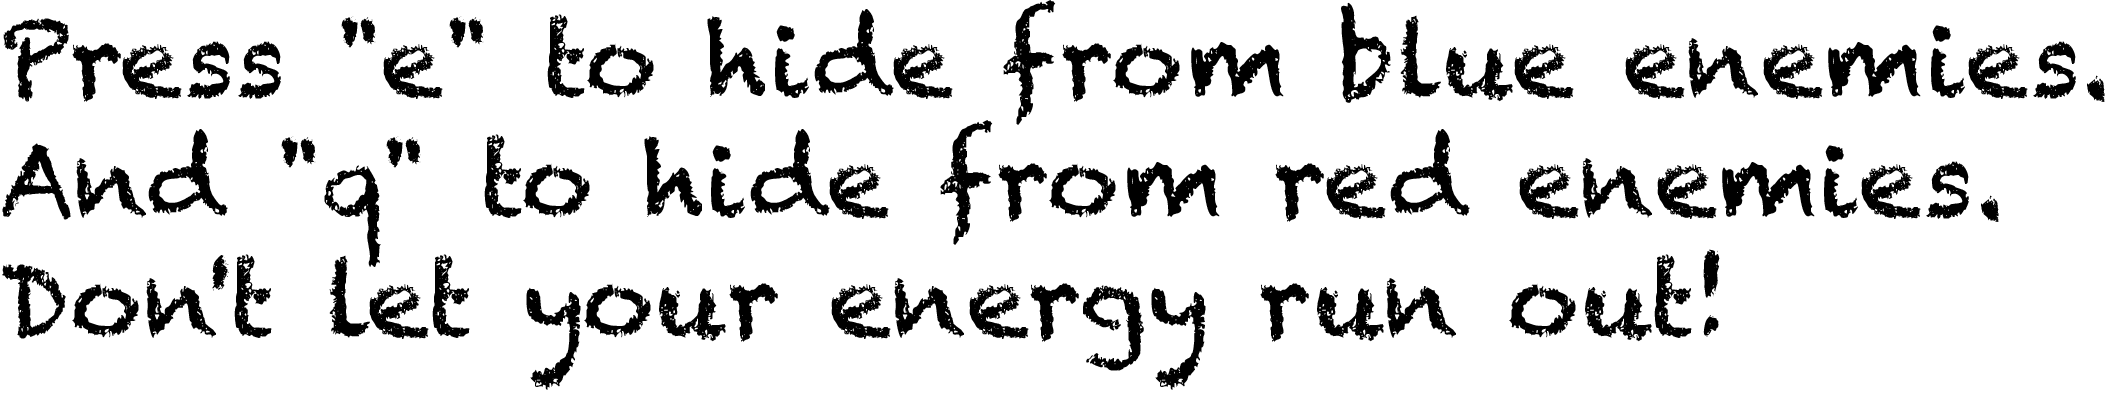 Press "e" to hide from blue enemies.
And "q" to hide from red enemies.
Don't let your energy run out!